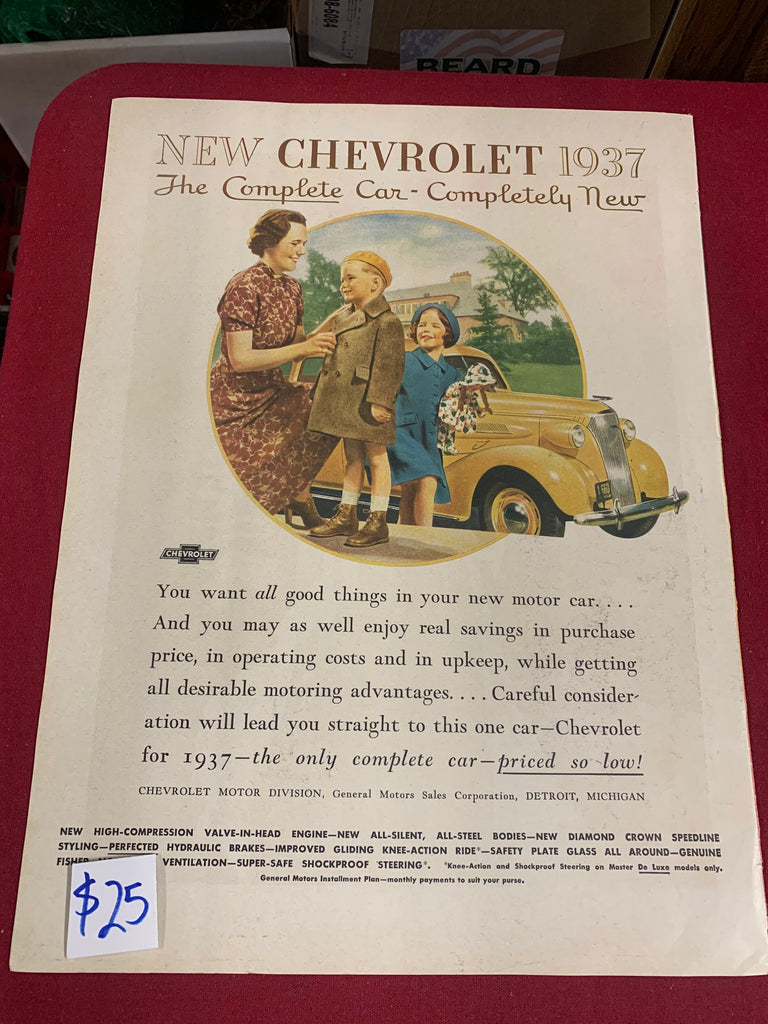 8-6084
BEARD
NEW CHEVROLET 1937
The Complete Car - Completely New
CHEVROLET
You want all good things in your new motor car. . . .
And you may as well enjoy real savings in purchase
price, in operating costs and in upkeep, while getting
all desirable motoring advantages. . . . Careful consider-
ation will lead you straight to this one car—Chevrolet
for 1937—the only complete car—priced so low!
CHEVROLET MOTOR DIVISION, General Motors Sales Corporation, DETROIT, MICHIGAN
NEW HIGH-COMPRESSION VALVE-IN-HEAD ENGINE—NEW ALL-SILENT, ALL-STEEL BODIES—NEW DIAMOND CROWN SPEEDLINE
STYLING—PERFECTED HYDRAULIC BRAKES—IMPROVED GLIDING KNEE-ACTION RIDE*—SAFETY PLATE GLASS ALL AROUND—GENUINE
FISHER VENTILATION—SUPER-SAFE SHOCKPROOF STEERING*. *Knee-Action and Shockproof Steering on Master De Luxe models only.
General Motors Installment Plan—monthly payments to suit your purse.
$25